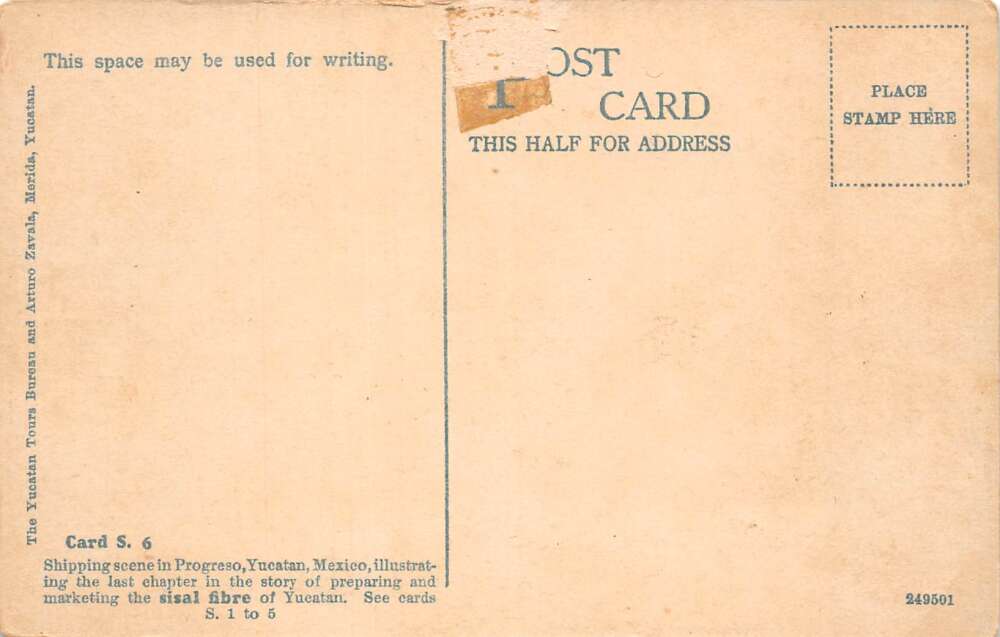 This space may be used for writing.
The Yucatan Tours Bureau and Arturo Zavala, Merida, Yucatan.
POST
CARD
THIS HALF FOR ADDRESS
PLACE
STAMP HERE
Card S. 6
Shipping scene in Progreso, Yucatan, Mexico, illustrat-
ing the last chapter in the story of preparing and
marketing the sisal fibre of Yucatan. See cards
S. 1 to 5
249501